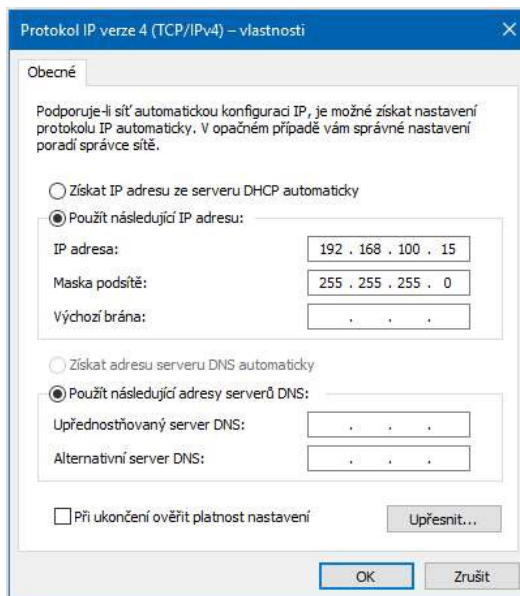 Protokol IP verze 4 (TCP/IPv4) – vlastnosti
Obecné
Podporuje-li síť automatickou konfiguraci IP, je možné získat nastavení
protokolu IP automaticky. V opačném případě vám správné nastavení
poradí správce sítě.
Získat IP adresu ze serveru DHCP automaticky
Použít následující IP adresu:
IP adresa: 192 . 168 . 100 . 15
Maska podsítě: 255 . 255 . 255 . 0
Výchozí brána: . . .
Získat adresu serveru DNS automaticky
Použít následující adresy serverů DNS:
Upřednostňovaný server DNS: . . .
Alternativní server DNS: . . .
Při ukončení ověřit platnost nastavení
Upřesnit...
OK Zrušit